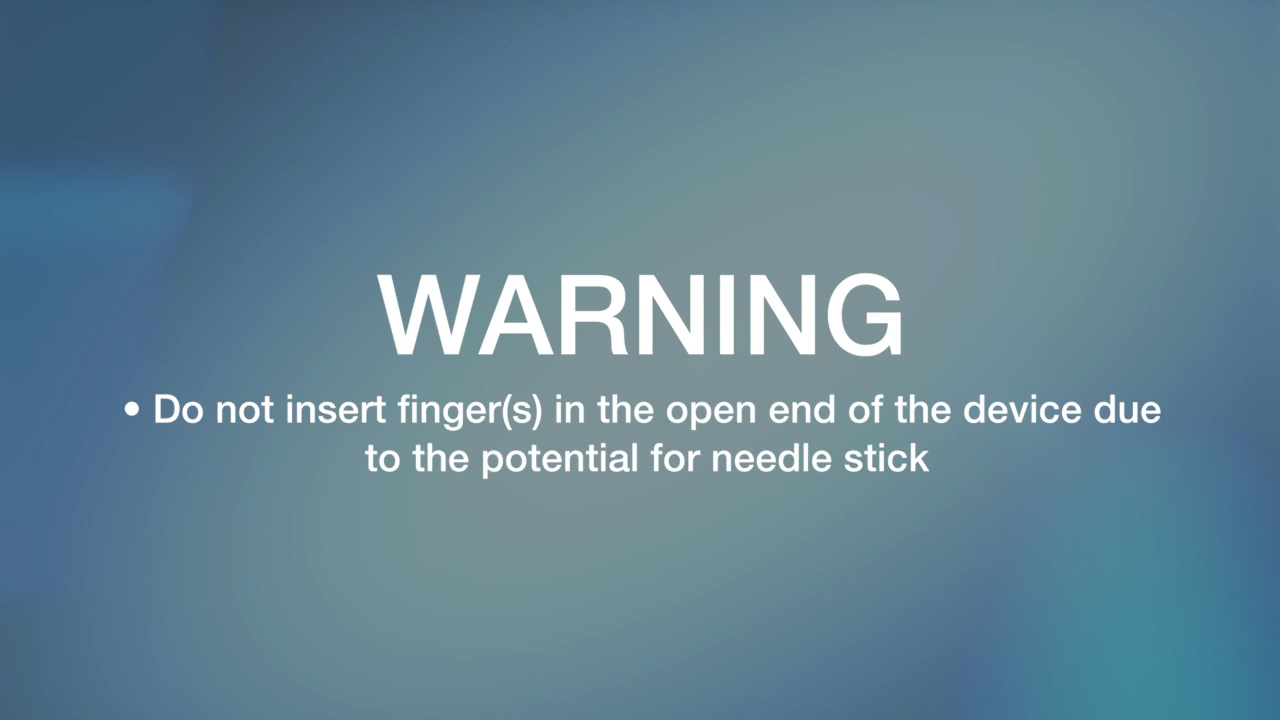 WARNING
• Do not insert finger(s) in the open end of the device due
to the potential for needle stick